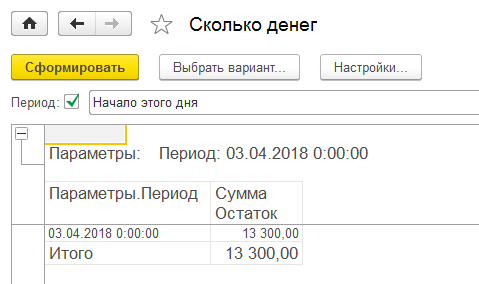 Сколько денег
Сформировать Выбрать вариант... Настройки...
Период: Начало этого дня
Параметры: Период: 03.04.2018 0:00:00
Параметры.Период Сумма
Остаток
03.04.2018 0:00:00 13 300,00
Итого 13 300,00